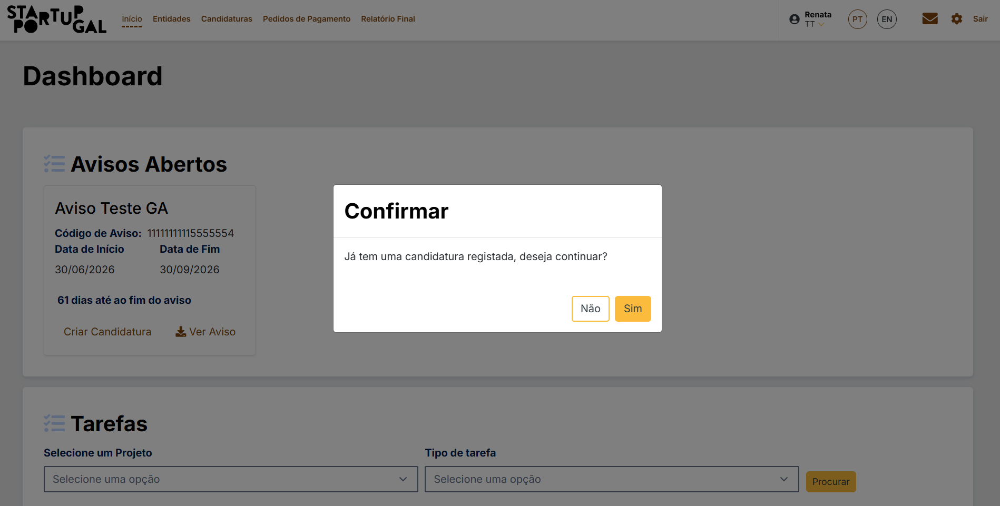 STARTUP
PORTUGAL
Início Entidades Candidaturas Pedidos de Pagamento Relatório Final
Renata
TT
PT EN Sair
Dashboard
Avisos Abertos
Aviso Teste GA
Código de Aviso: 11111111115555554
Data de Início Data de Fim
30/06/2026 30/09/2026
61 dias até ao fim do aviso
Criar Candidatura Ver Aviso
Confirmar
Já tem uma candidatura registada, deseja continuar?
Não Sim
Tarefas
Selecione um Projeto Tipo de tarefa
Selecione uma opção Selecione uma opção Procurar